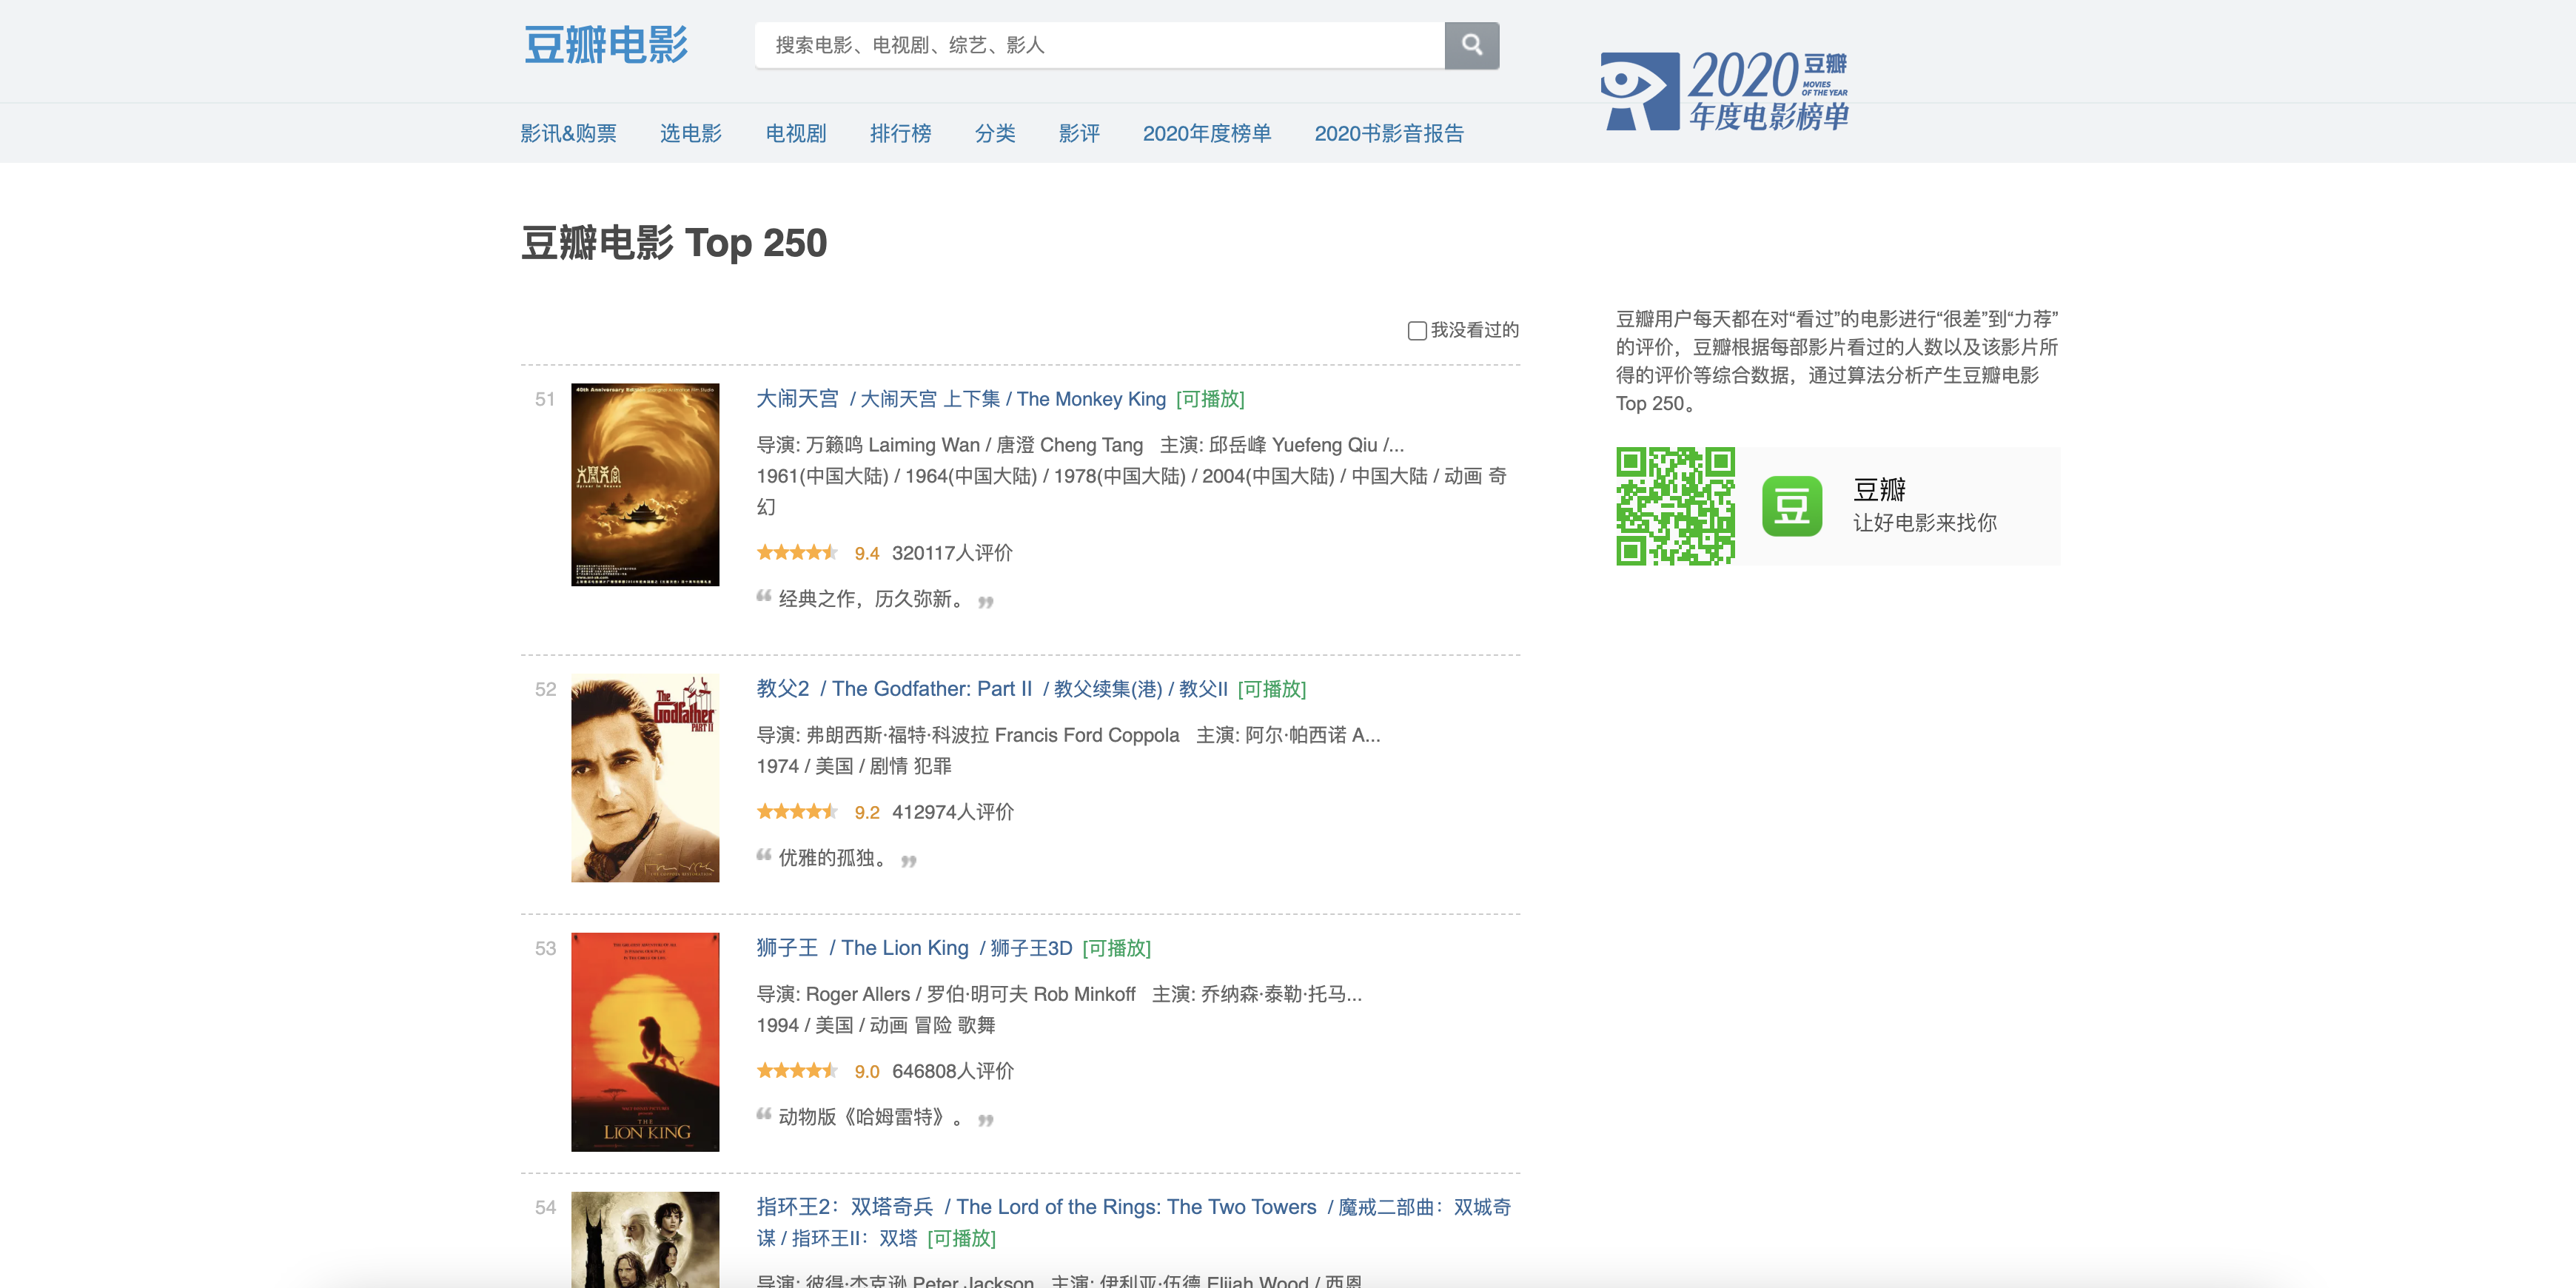 豆瓣电影
搜索电影、电视剧、综艺、影人
2020豆瓣
MOVIES
OF THE YEAR
年度电影榜单
影讯&购票 选电影 电视剧 排行榜 分类 影评 2020年度榜单 2020书影音报告
豆瓣电影 Top 250
我没看过的
51
大闹天宫 / 大闹天宫 上下集 / The Monkey King [可播放]
导演: 万籁鸣 Laiming Wan / 唐澄 Cheng Tang 主演: 邱岳峰 Yuefeng Qiu /...
1961(中国大陆) / 1964(中国大陆) / 1978(中国大陆) / 2004(中国大陆) / 中国大陆 / 动画 奇
幻
9.4 320117人评价
“ 经典之作，历久弥新。 ”
大闹天宫
52
教父2 / The Godfather: Part II / 教父续集(港) / 教父II [可播放]
导演: 弗朗西斯·福特·科波拉 Francis Ford Coppola 主演: 阿尔·帕西诺 A...
1974 / 美国 / 剧情 犯罪
9.2 412974人评价
“ 优雅的孤独。 ”
The
Godfather
PART II
53
狮子王 / The Lion King / 狮子王3D [可播放]
导演: Roger Allers / 罗伯·明可夫 Rob Minkoff 主演: 乔纳森·泰勒·托马...
1994 / 美国 / 动画 冒险 歌舞
9.0 646808人评价
“ 动物版《哈姆雷特》。 ”
THE
LION KING
54
指环王2：双塔奇兵 / The Lord of the Rings: The Two Towers / 魔戒二部曲：双城奇
谋 / 指环王II：双塔 [可播放]
导演: 彼得·杰克逊 Peter Jackson 主演: 伊利亚·伍德 Elijah Wood / 西恩...
豆瓣用户每天都在对“看过”的电影进行“很差”到“力荐”
的评价，豆瓣根据每部影片看过的人数以及该影片所
得的评价等综合数据，通过算法分析产生豆瓣电影
Top 250。
豆
豆瓣
让好电影来找你